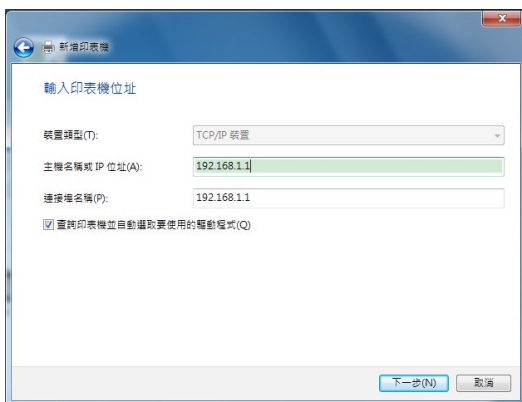 新增印表機
輸入印表機位址
裝置類型(T):
TCP/IP 裝置
主機名稱或 IP 位址(A):
192.168.1.1
連接埠名稱(P):
192.168.1.1
查詢印表機並自動選取要使用的驅動程式(Q)
下一步(N)
取消